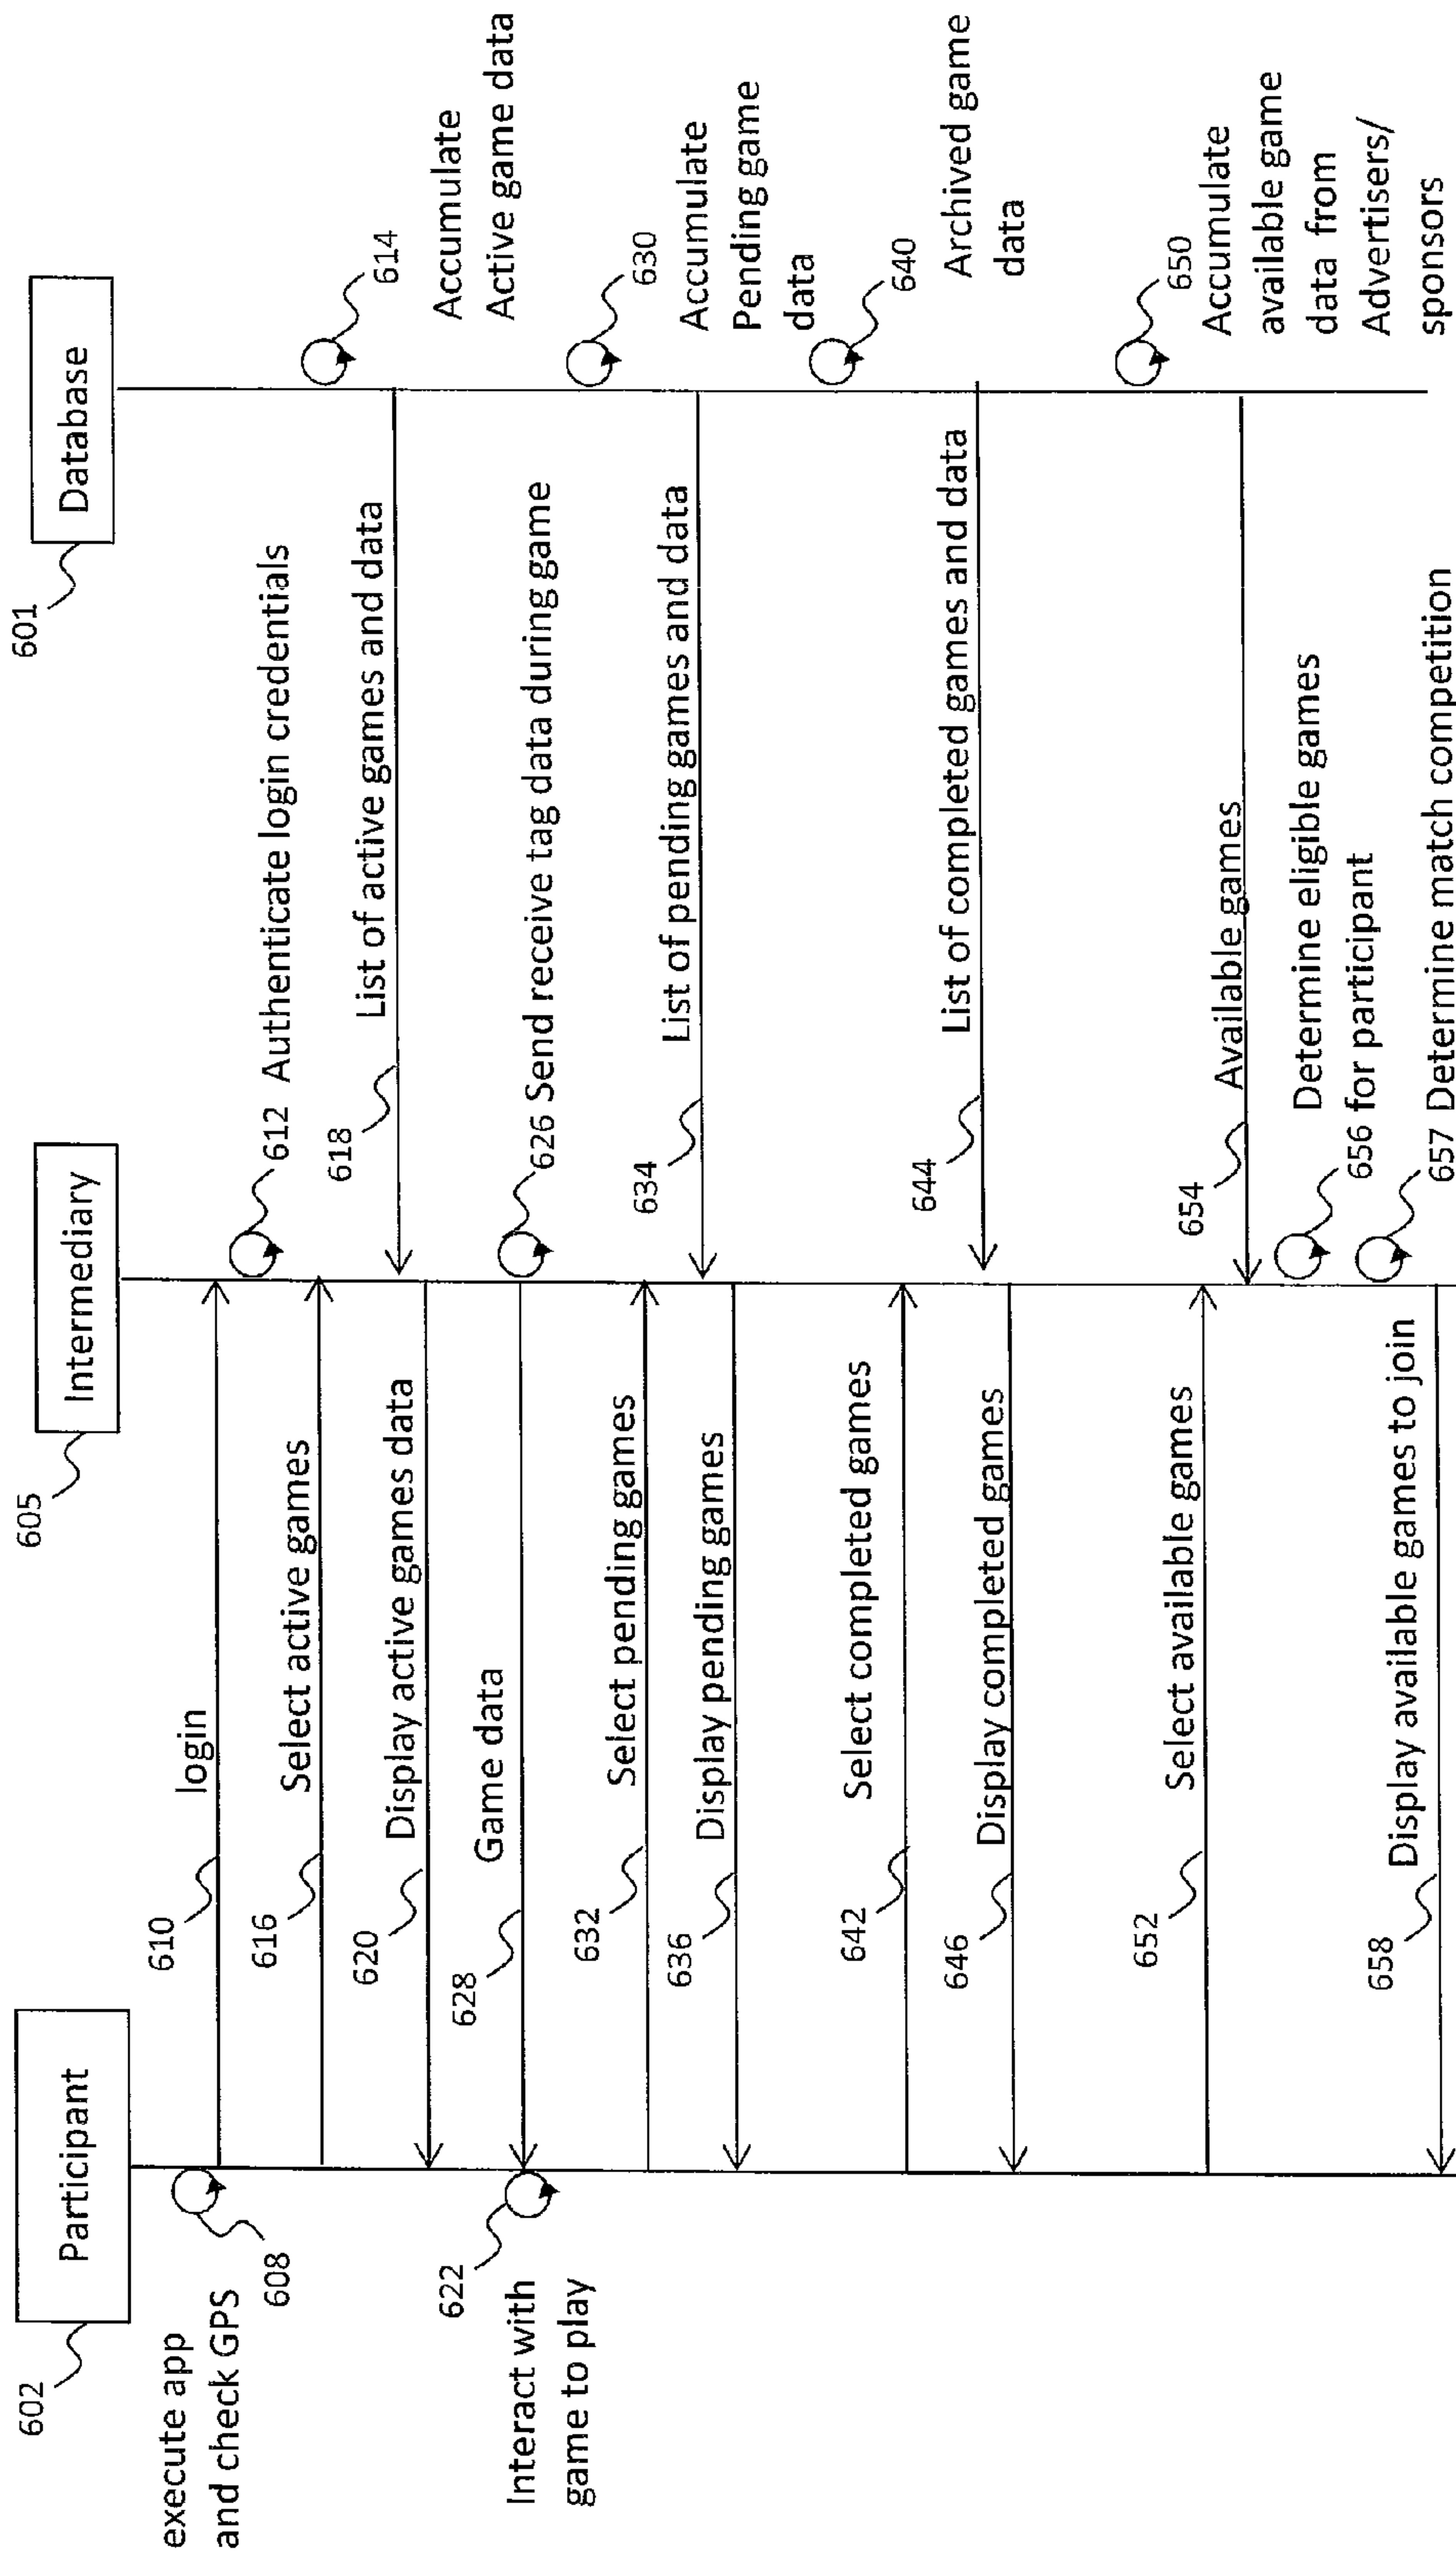 602
Participant
605
Intermediary
601
Database
execute app
and check GPS
608
610
login
612 Authenticate login credentials
614
Accumulate
Active game data
616
Select active games
618
List of active games and data
620
Display active games data
622
Interact with
game to play
628
Game data
626 Send receive tag data during game
630
Accumulate
Pending game
data
632
Select pending games
634
List of pending games and data
636
Display pending games
640
Archived game
data
642
Select completed games
644
List of completed games and data
646
Display completed games
650
Accumulate
available game
data from
Advertisers/
sponsors
652
Select available games
654
Available games
Determine eligible games
656 for participant
657 Determine match competition
658
Display available games to join